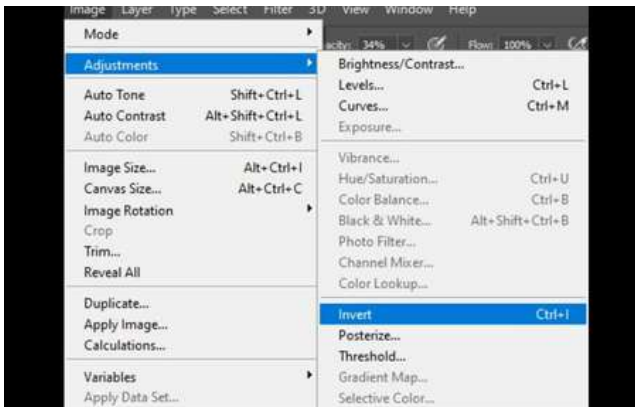 Image Layer Type Select Filter 3D View Window Help
acity: 34% Flow: 100%
Mode
Adjustments
Auto Tone Shift+Ctrl+L
Auto Contrast Alt+Shift+Ctrl+L
Auto Color Shift+Ctrl+B
Image Size... Alt+Ctrl+I
Canvas Size... Alt+Ctrl+C
Image Rotation
Crop
Trim...
Reveal All
Duplicate...
Apply Image...
Calculations...
Variables
Apply Data Set...
Brightness/Contrast...
Levels... Ctrl+L
Curves... Ctrl+M
Exposure...
Vibrance...
Hue/Saturation... Ctrl+U
Color Balance... Ctrl+B
Black & White... Alt+Shift+Ctrl+B
Photo Filter...
Channel Mixer...
Color Lookup...
Invert Ctrl+I
Posterize...
Threshold...
Gradient Map...
Selective Color...